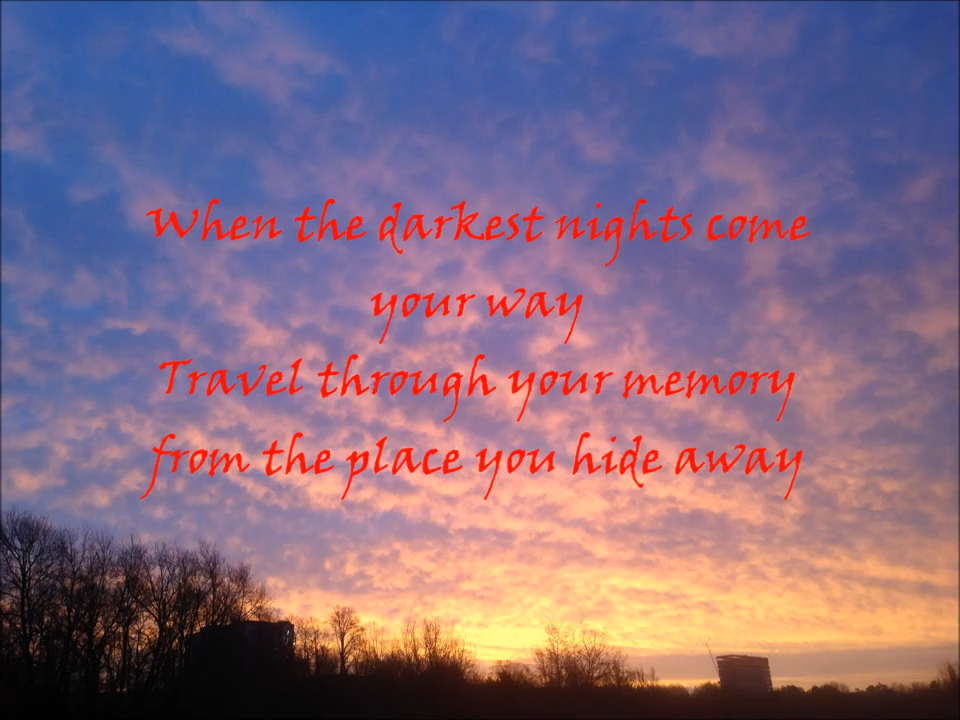 When the darkest nights come
your way
Travel through your memory
from the place you hide away